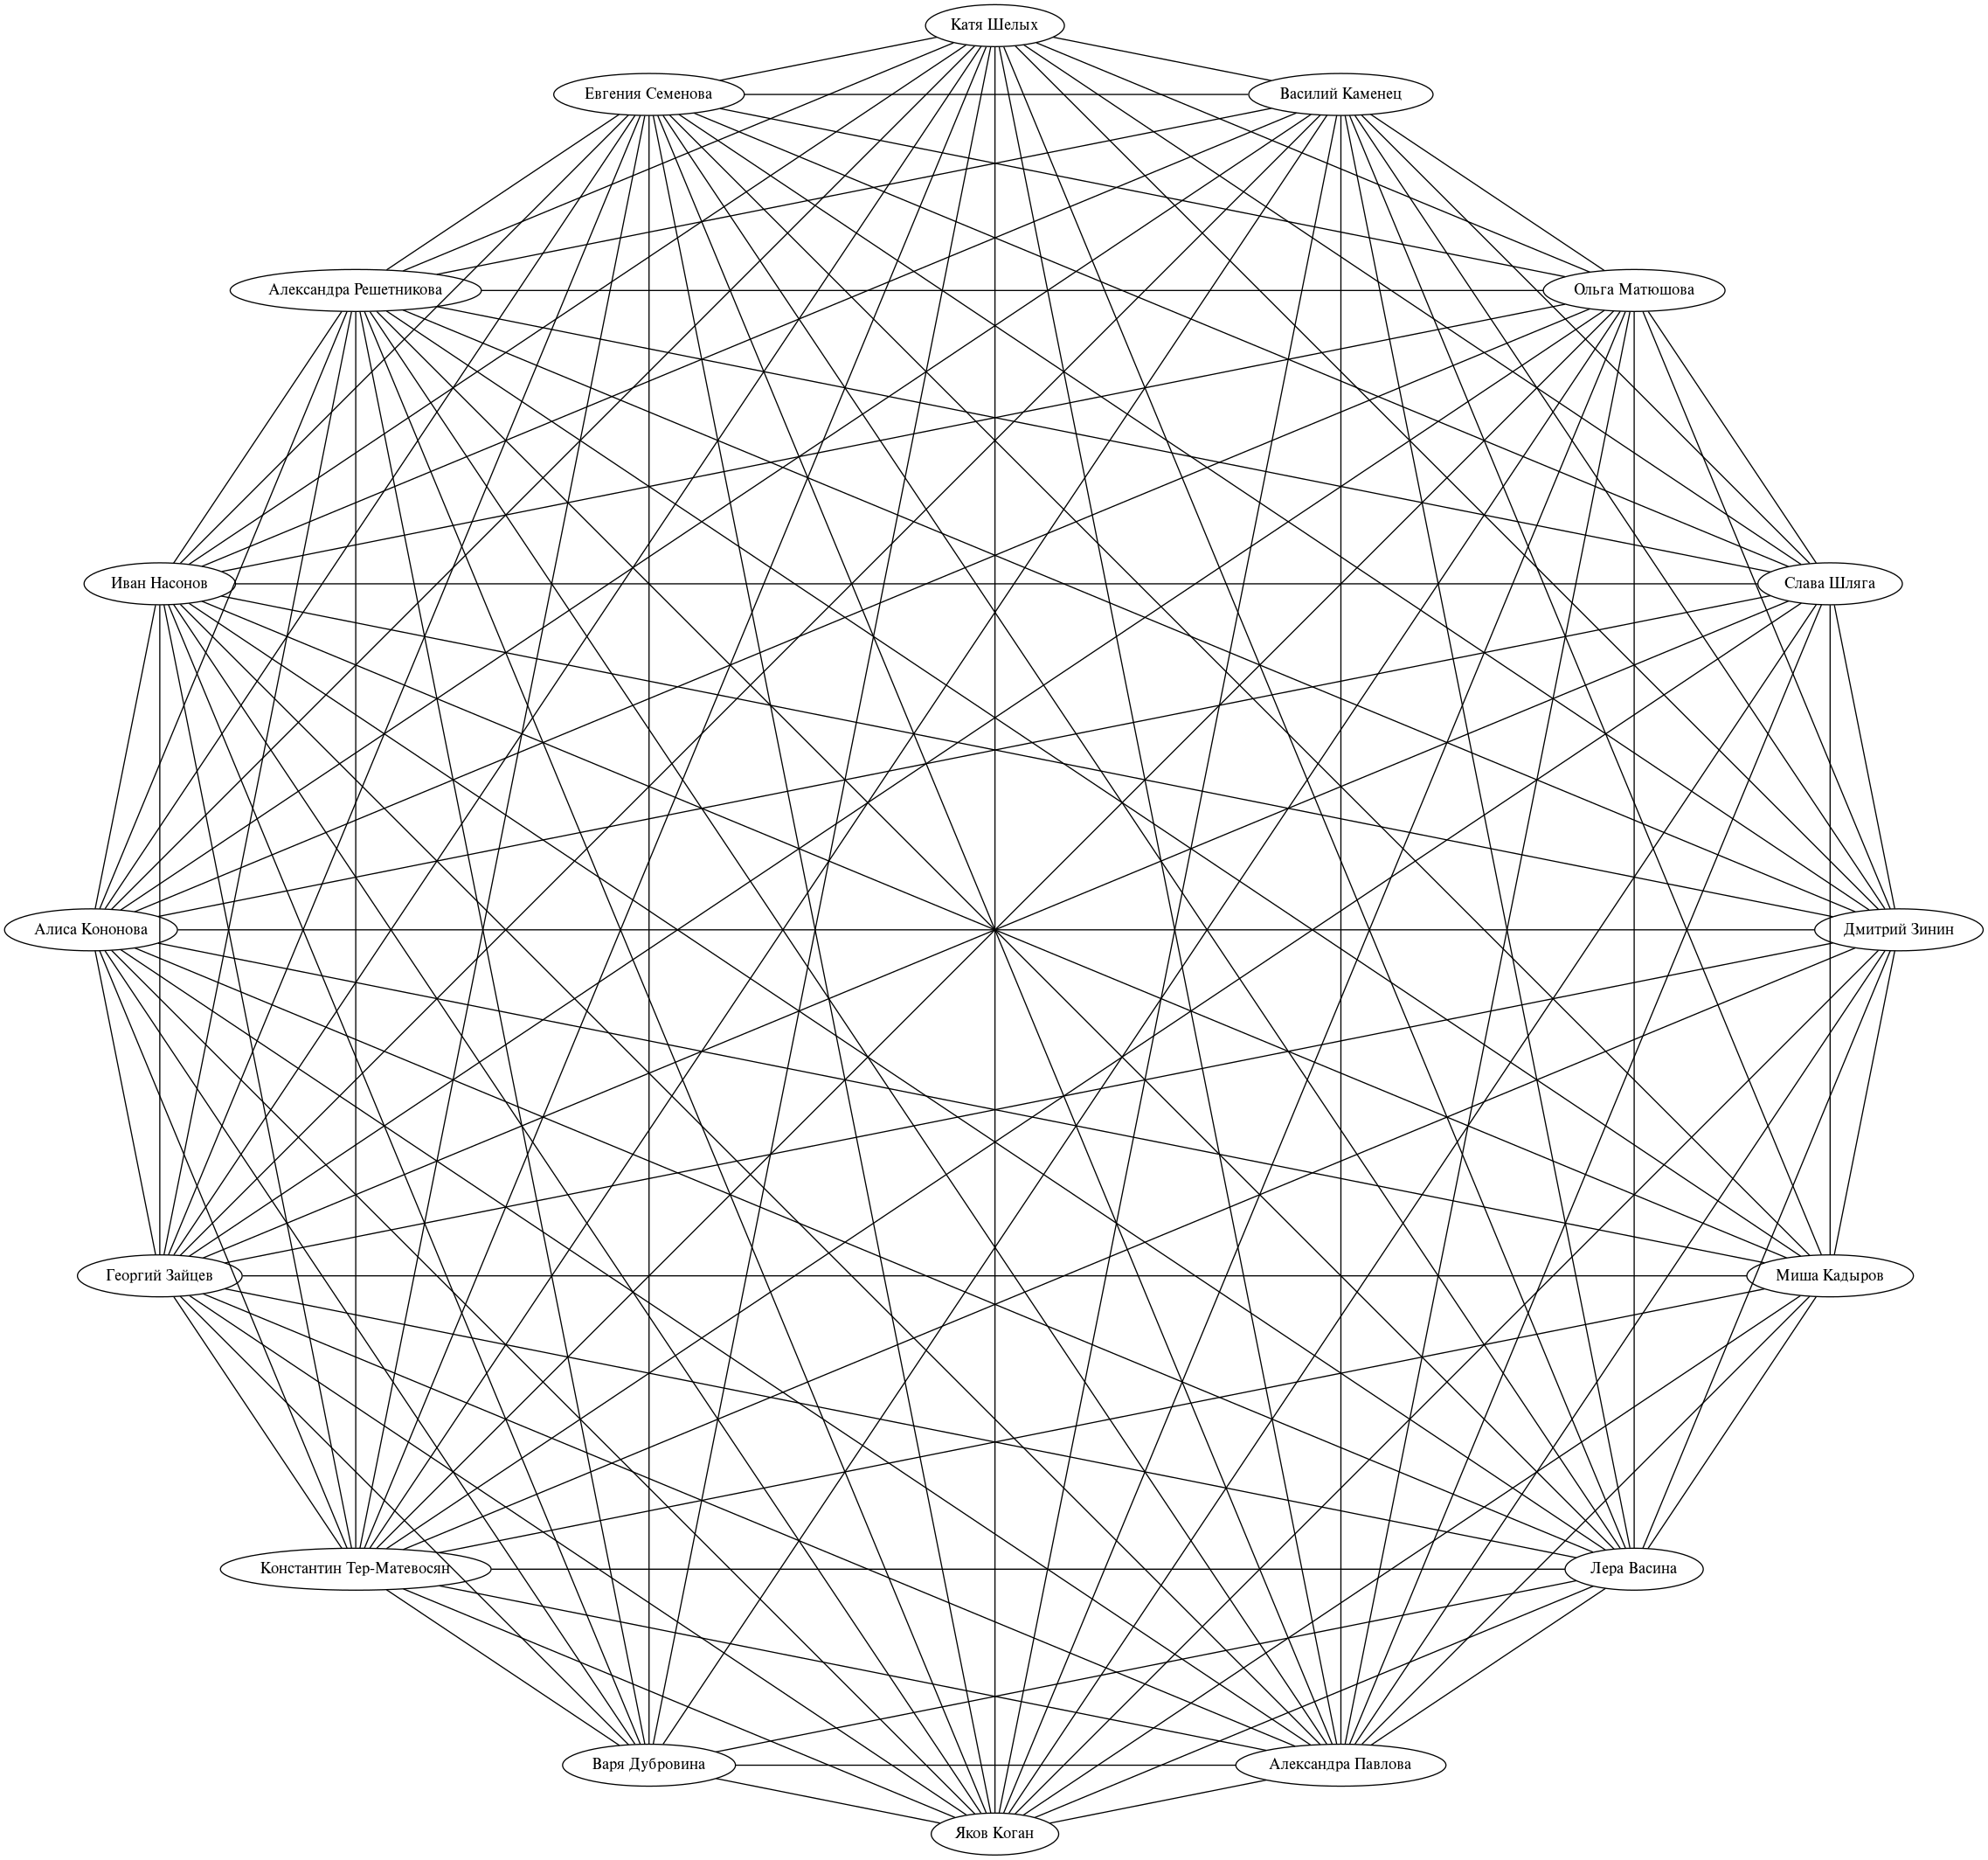 Катя Шелых
Евгения Семенова
Василий Каменец
Александра Решетникова
Ольга Матюшова
Иван Насонов
Слава Шляга
Алиса Кононова
Дмитрий Зинин
Георгий Зайцев
Миша Кадыров
Константин Тер-Матевосян
Лера Васина
Варя Дубровина
Александра Павлова
Яков Коган